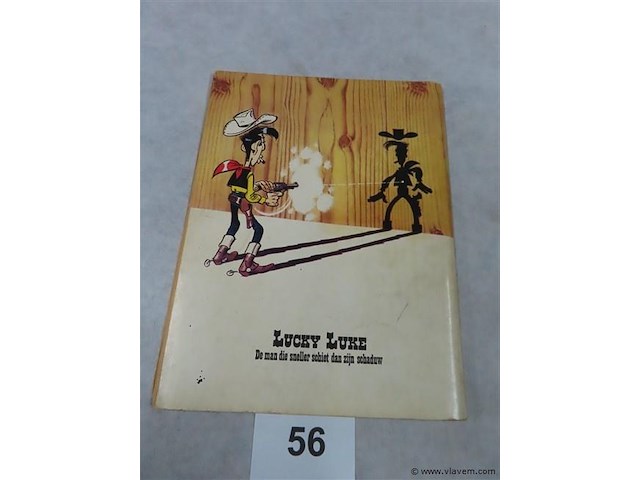 LUCKY LUKE
De man die sneller schiet dan zijn schaduw
56
© www.vlavem.com